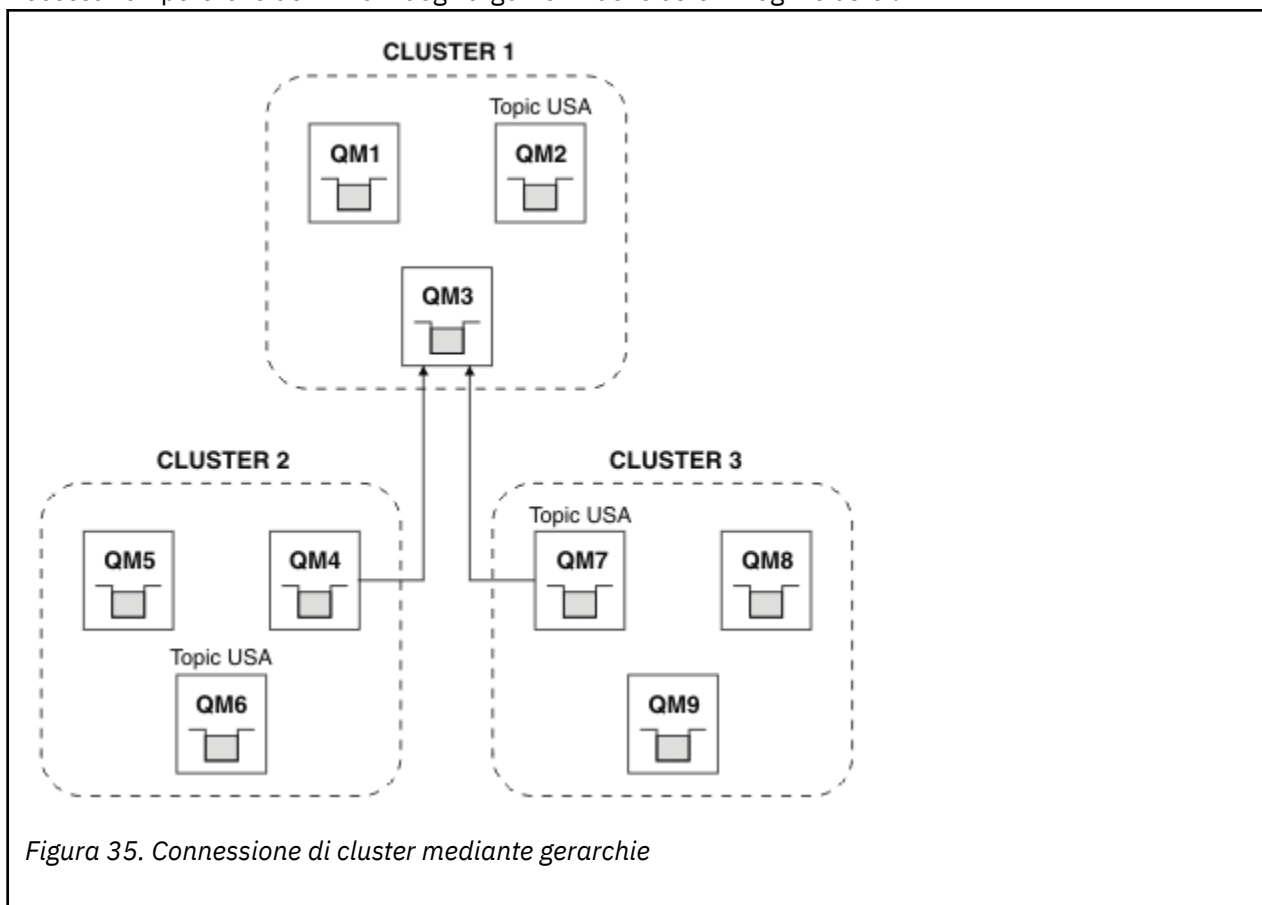 CLUSTER 1
Topic USA
QM1
QM2
QM3
CLUSTER 2
CLUSTER 3
Topic USA
QM5
QM4
QM7
QM8
Topic USA
QM6
QM9
Figura 35. Connessione di cluster mediante gerarchie